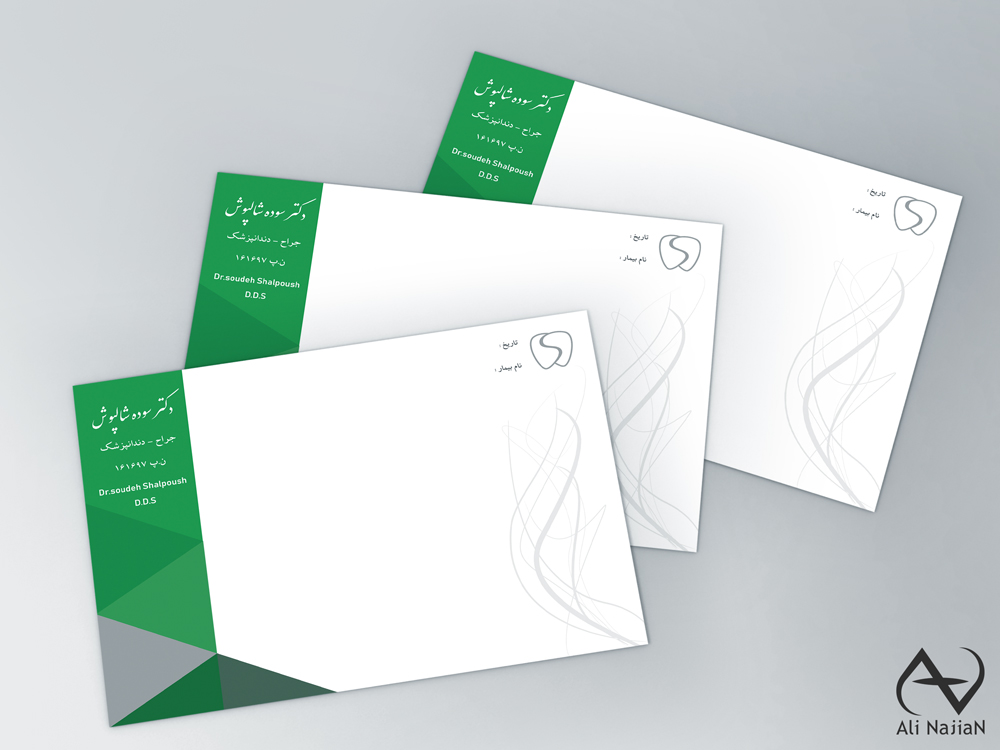 دکتر سوده شالپوش
جراح - دندانپزشک
ن.پ ۱۶۱۶۹۷
Dr.soudeh Shalpoush
D.D.S
تاریخ :
نام بیمار :
دکتر سوده شالپوش
جراح - دندانپزشک
ن.پ ۱۶۱۶۹۷
Dr.soudeh Shalpoush
D.D.S
تاریخ :
نام بیمار :
دکتر سوده شالپوش
جراح - دندانپزشک
ن.پ ۱۶۱۶۹۷
Dr.soudeh Shalpoush
D.D.S
تاریخ :
نام بیمار :
Ali NajiaN